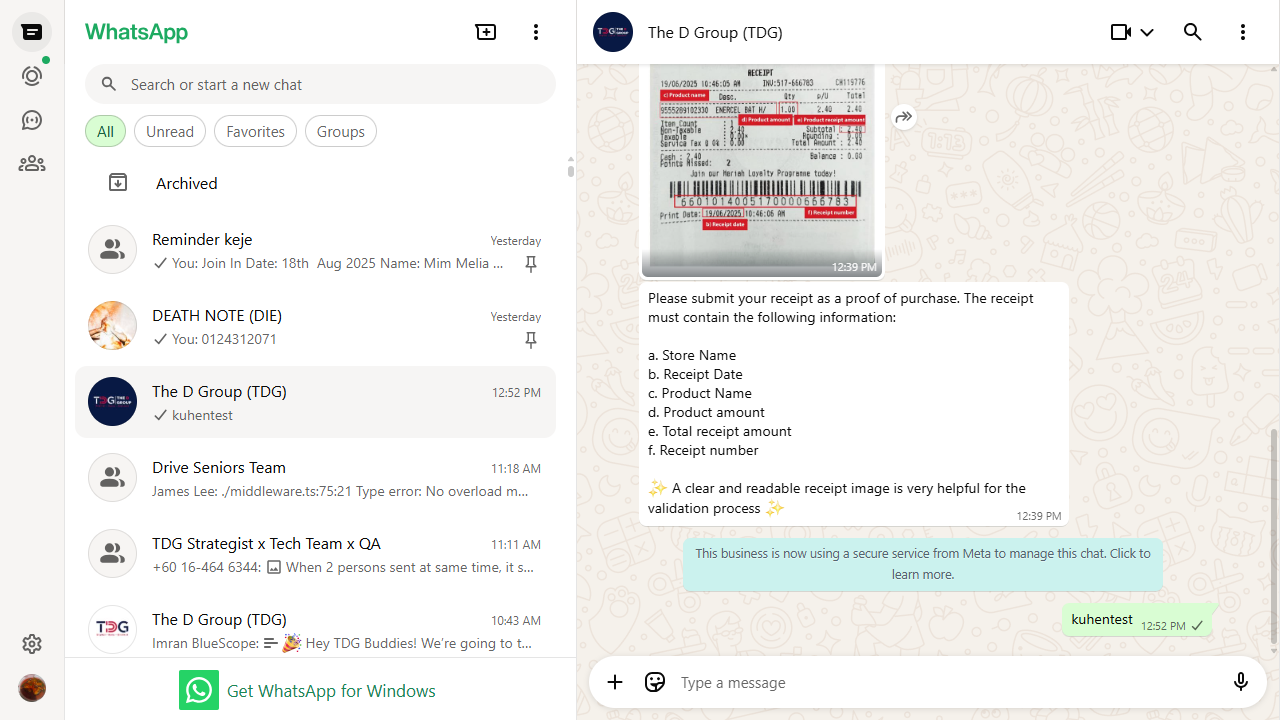 WhatsApp
Search or start a new chat
All
Unread
Favorites
Groups
Archived
Reminder keje
Yesterday
You: Join In Date: 18th Aug 2025 Name: Mim Melia ...
DEATH NOTE (DIE)
Yesterday
You: 0124312071
The D Group (TDG)
12:52 PM
kuhentest
Drive Seniors Team
11:18 AM
James Lee: ./middleware.ts:75:21 Type error: No overload m...
TDG Strategist x Tech Team x QA
11:11 AM
+60 16-464 6344: When 2 persons sent at same time, it s...
TDG
The D Group (TDG)
10:43 AM
Imran BlueScope: 🎉 Hey TDG Buddies! We're going to t...
Get WhatsApp for Windows
The D Group (TDG)
RECEIPT
19/06/2025 10:46:05 AM INV:517-666783 CH119776
c) Product name Desc. Qty p/U Total
9555289102330 ENERCEL BAT H/ 1.00 2.40 2.40
d) Product amount e) Product receipt amount
Item Count
Non-Taxable : 2.40 Subtotal : 2.40
Taxable : 0.00* Rounding : 0.00
Service Tax @ 0% : 0.00 Total Amount : 2.40
Cash : 2.40 Balance : 0.00
Points Missed: 2
Join our Mariah Loyalty Programme today!
66010140051700000666783
Print Date: 19/06/2025 10:46:06 AM f) Receipt number
b) Receipt date
12:39 PM
Please submit your receipt as a proof of purchase. The receipt
must contain the following information:
a. Store Name
b. Receipt Date
c. Product Name
d. Product amount
e. Total receipt amount
f. Receipt number
✨ A clear and readable receipt image is very helpful for the
validation process ✨
12:39 PM
This business is now using a secure service from Meta to manage this chat. Click to
learn more.
kuhentest
12:52 PM
Type a message